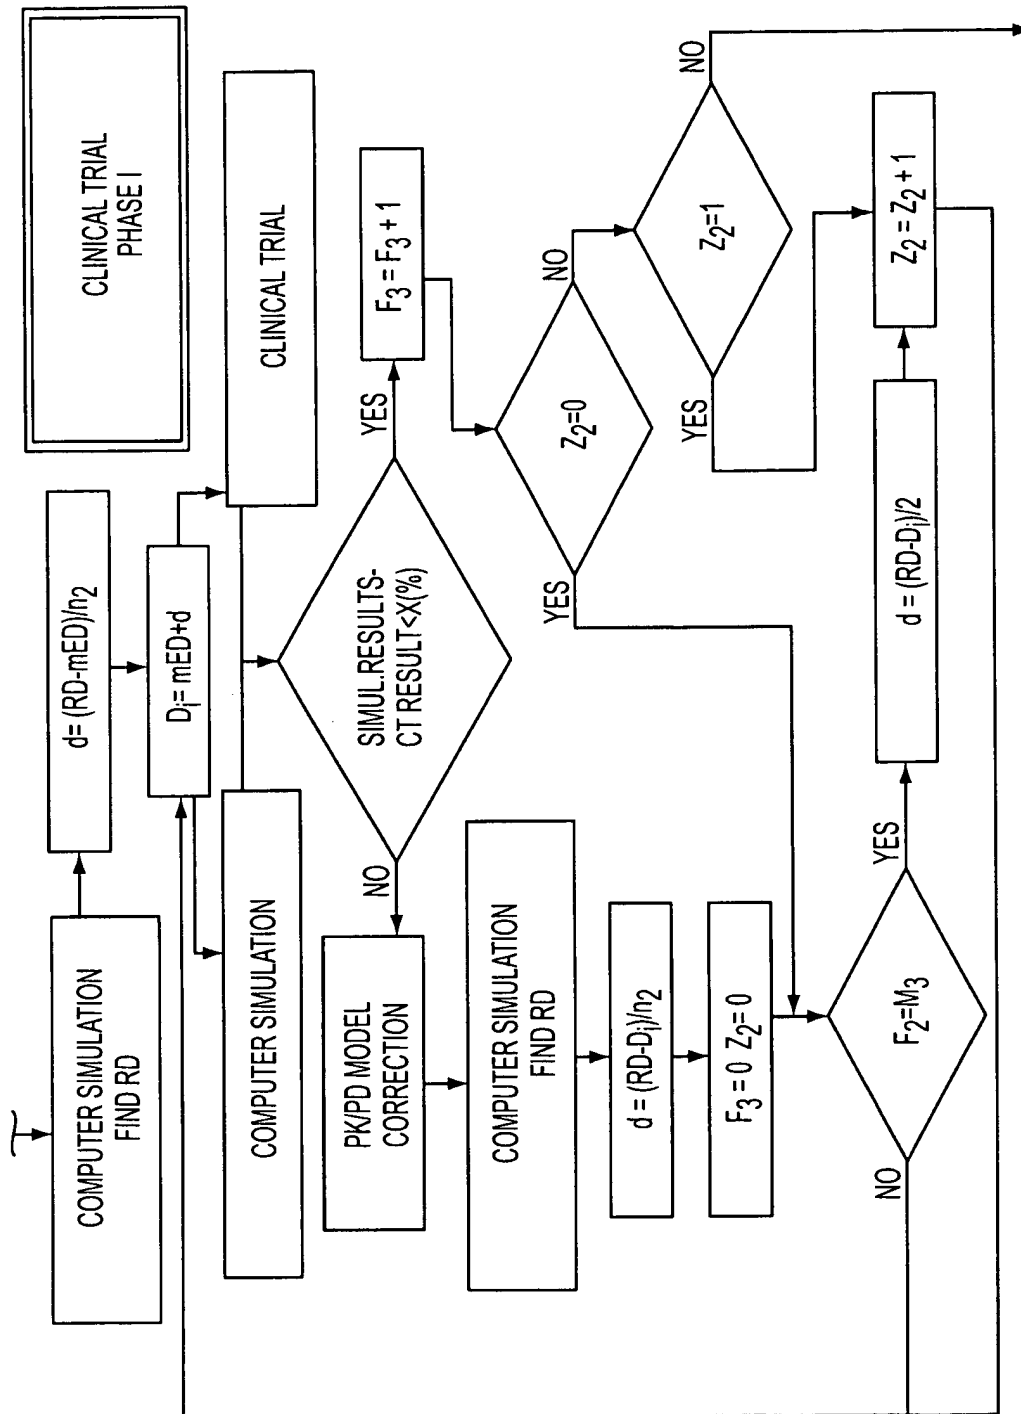 CLINICAL TRIAL
PHASE I
COMPUTER SIMULATION
FIND RD
d= (RD-mED)/n2
Di= mED+d
CLINICAL TRIAL
COMPUTER SIMULATION
SIMUL.RESULTS-
CT RESULT<X(%)
YES
NO
F3 = F3 + 1
PK/PD MODEL
CORRECTION
COMPUTER SIMULATION
FIND RD
Z2=0
NO
YES
d = (RD-Di)/n2
Z2=1
NO
YES
F3 = 0 Z2= 0
F2=M3
NO
YES
d = (RD-Di)/2
Z2 = Z2 + 1